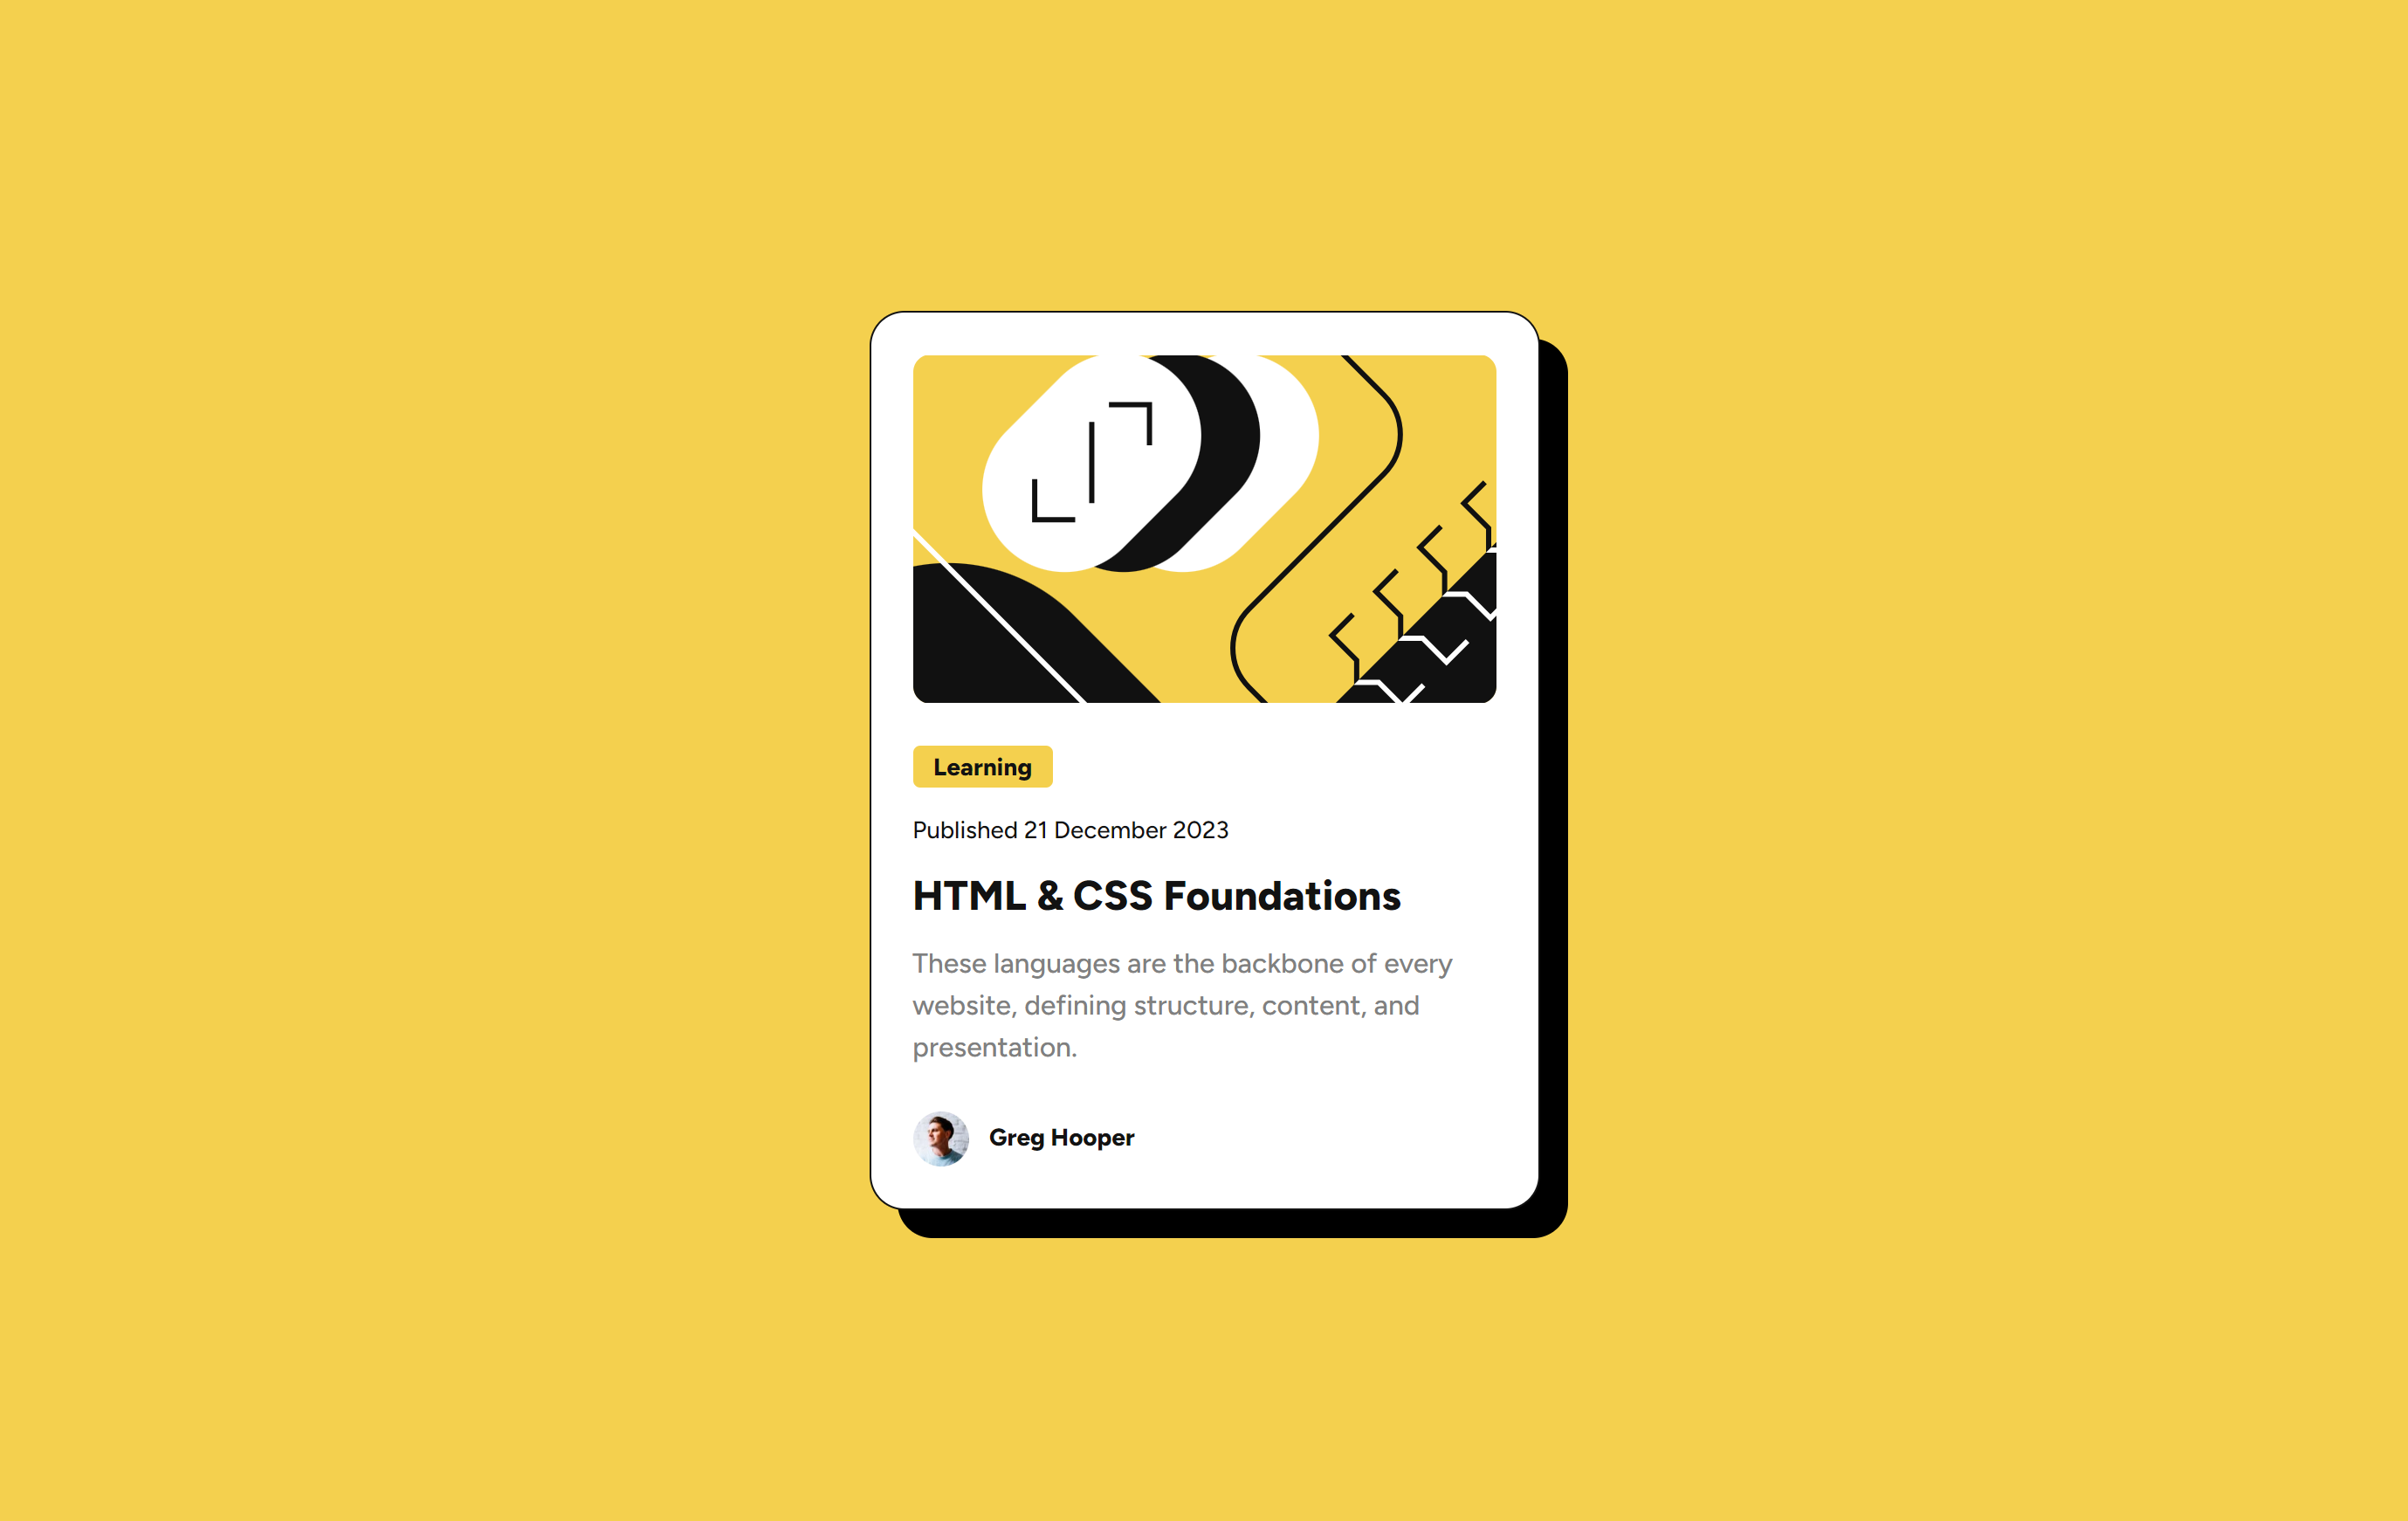 Learning
Published 21 December 2023
HTML & CSS Foundations
These languages are the backbone of every
website, defining structure, content, and
presentation.
Greg Hooper